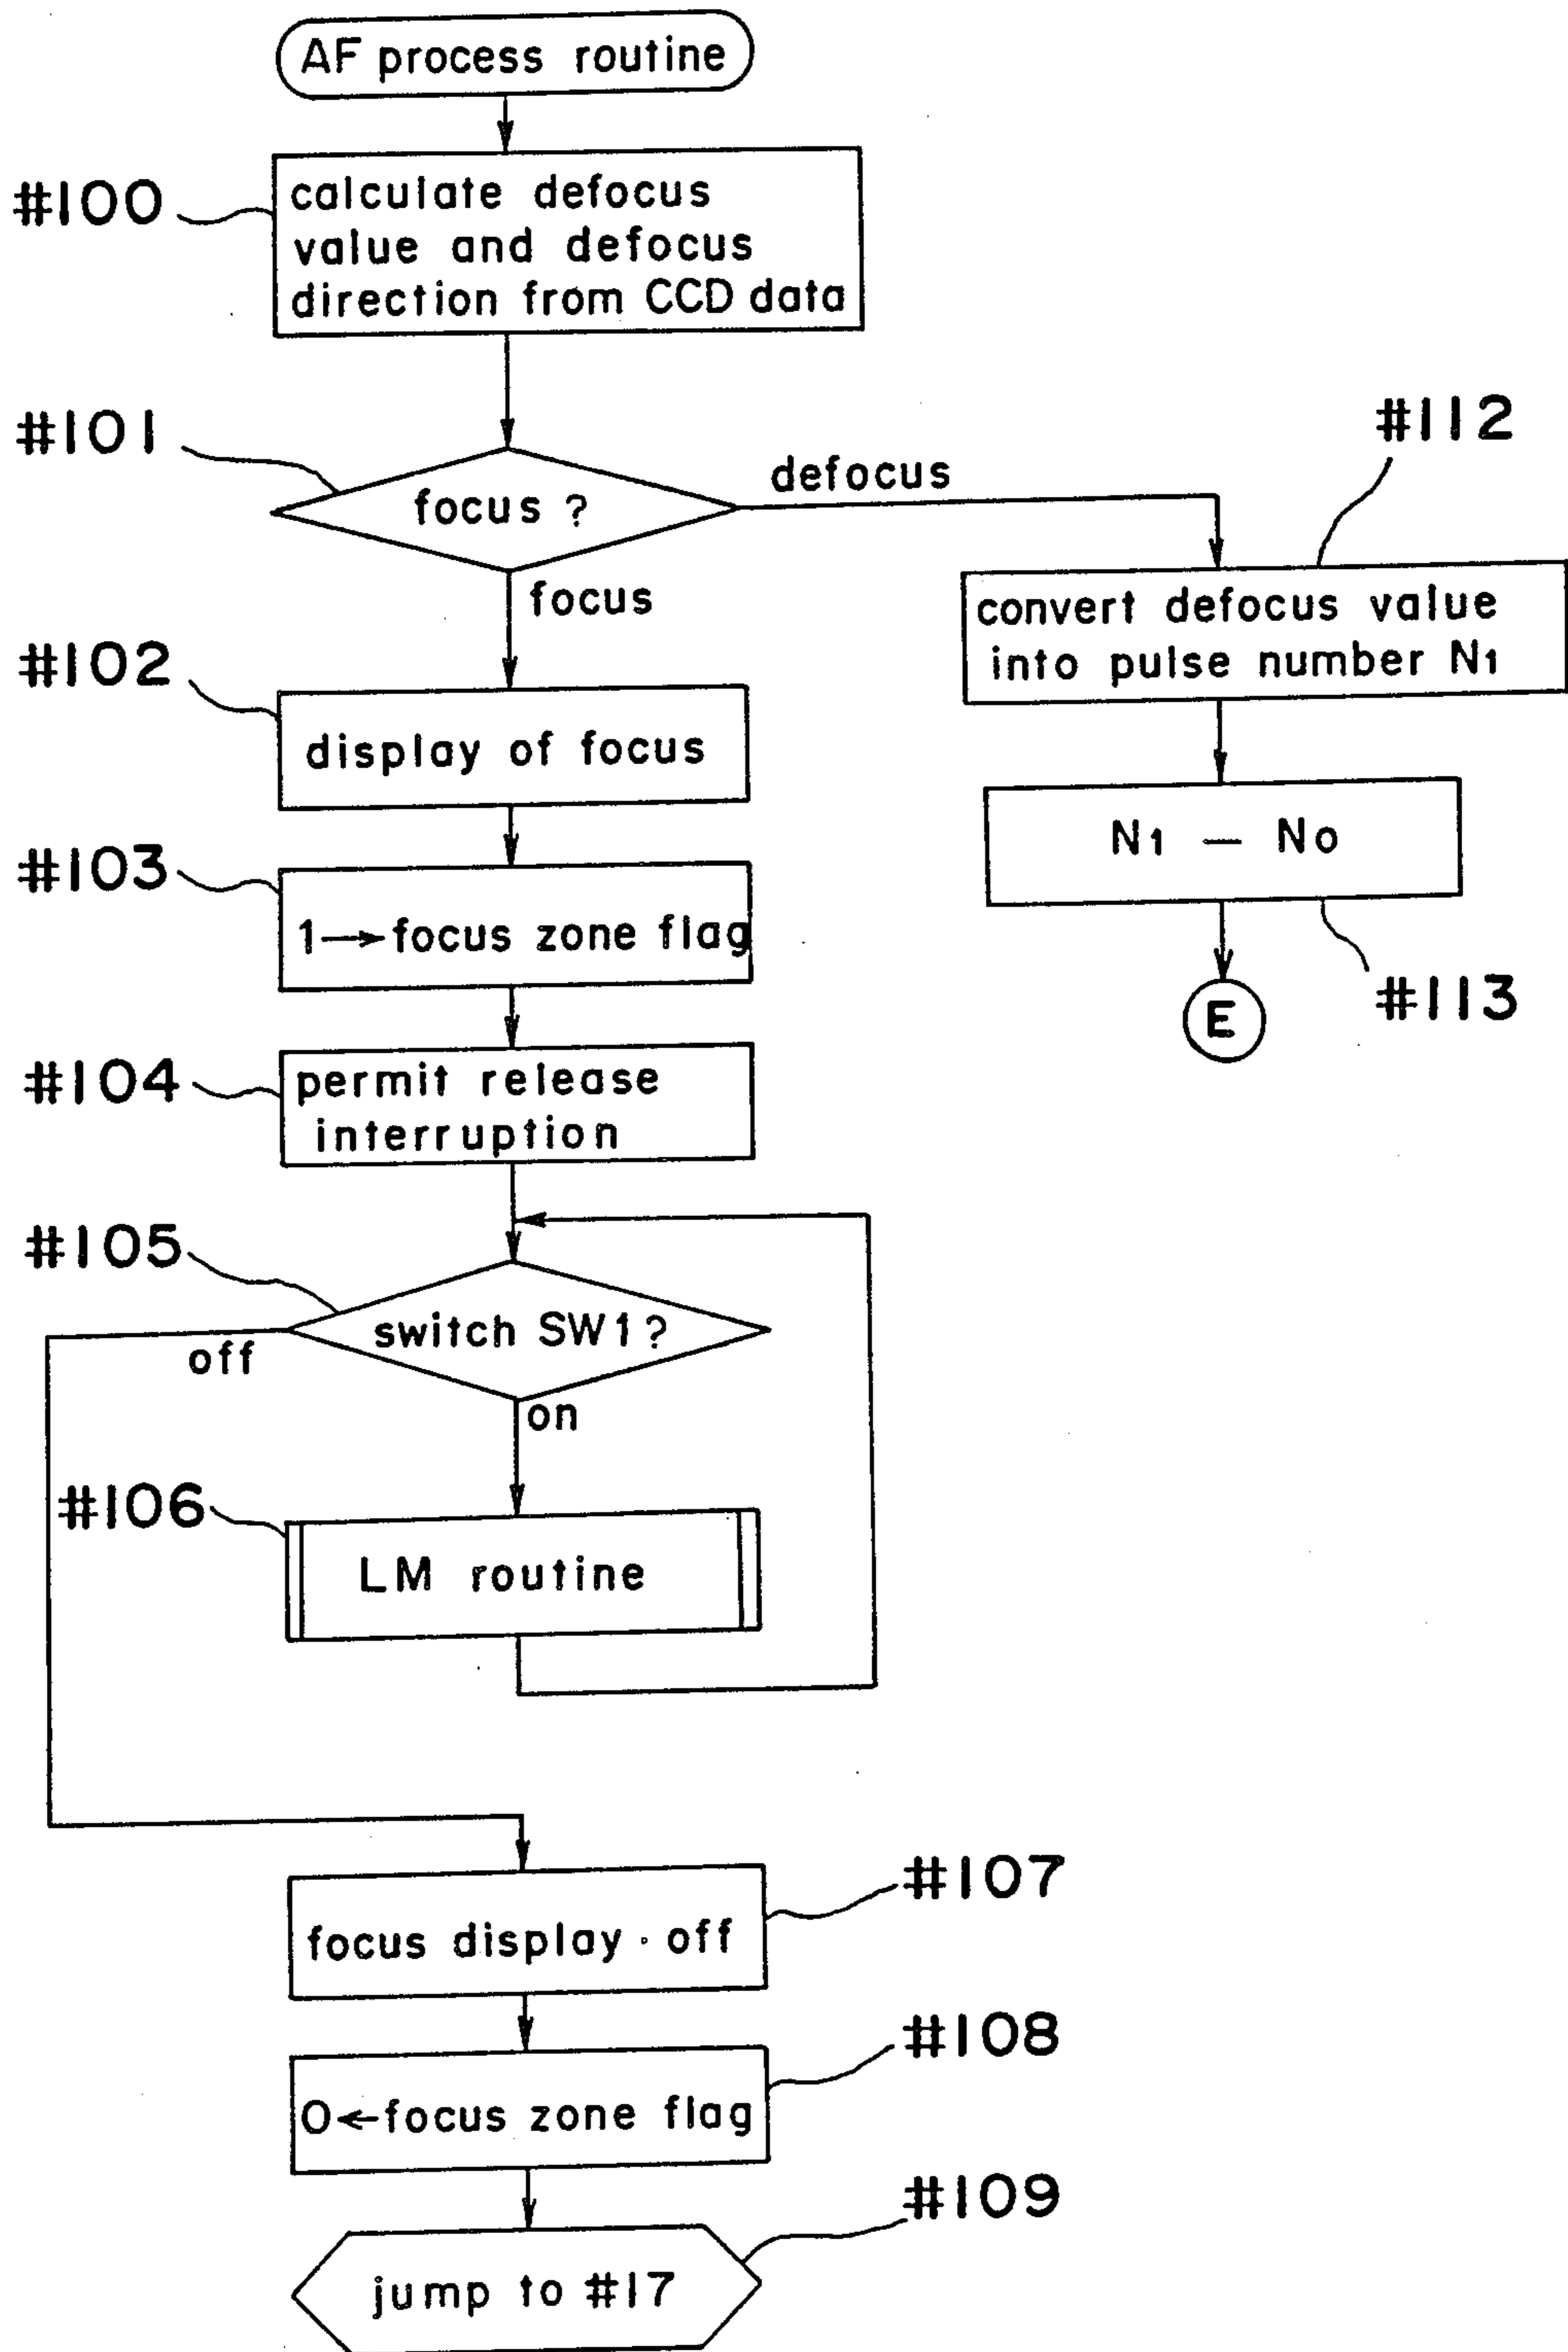 AF process routine
#100
calculate defocus
value and defocus
direction from CCD data
#101
focus ?
defocus
focus
#112
convert defocus value
into pulse number N1
#102
display of focus
N1 — No
#103
1→focus zone flag
#113
E
#104
permit release
interruption
#105
switch SW1?
off
on
#106
LM routine
#107
focus display · off
#108
0←focus zone flag
#109
jump to #17